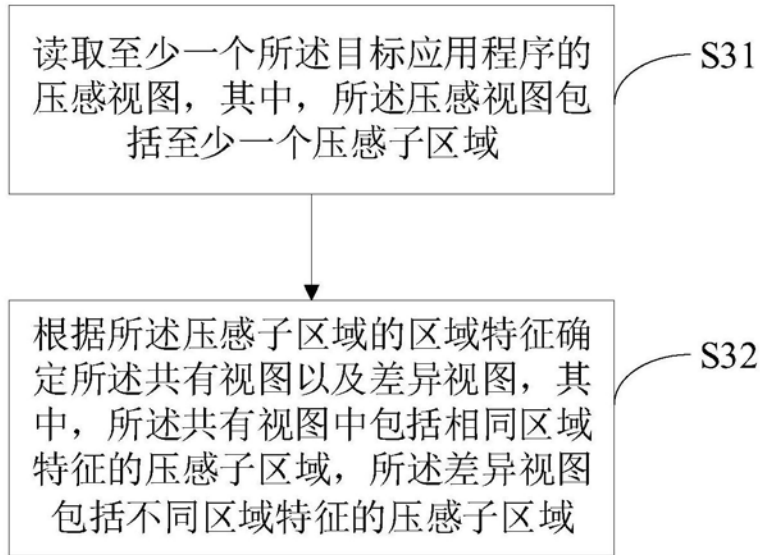 读取至少一个所述目标应用程序的
压感视图，其中，所述压感视图包
括至少一个压感子区域
S31
根据所述压感子区域的区域特征确
定所述共有视图以及差异视图，其
中，所述共有视图中包括相同区域
特征的压感子区域，所述差异视图
包括不同区域特征的压感子区域
S32